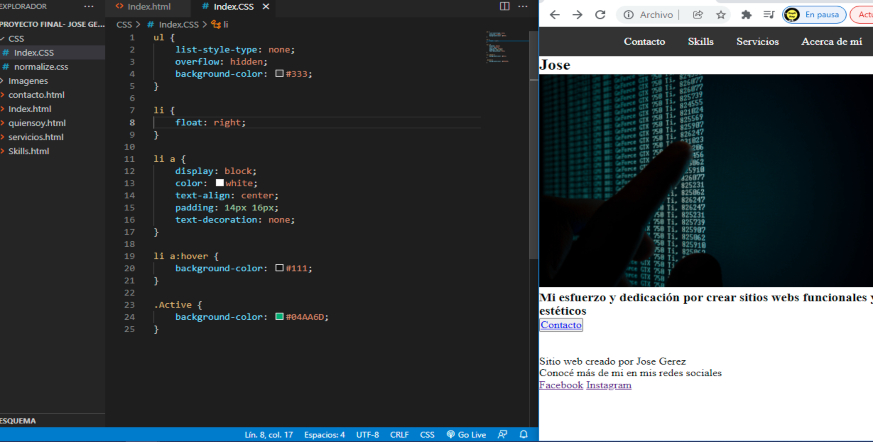 EXPLORADOR
···
PROYECTO FINAL- JOSE GE...
CSS
# Index.CSS
# normalize.css
Imagenes
contacto.html
Index.html
quiensoy.html
servicios.html
Skills.html
ESQUEMA
Index.html
# Index.CSS ×
···
CSS > # Index.CSS > li
1 ul {
2 list-style-type: none;
3 overflow: hidden;
4 background-color: #333;
5 }
6
7 li {
8 float: right;
9 }
10
11 li a {
12 display: block;
13 color: white;
14 text-align: center;
15 padding: 14px 16px;
16 text-decoration: none;
17 }
18
19 li a:hover {
20 background-color: #111;
21 }
22
23 .Active {
24 background-color: #04AA6D;
25 }
Lín. 8, col. 17 Espacios: 4 UTF-8 CRLF CSS Go Live
Archivo
En pausa
Actu
Contacto Skills Servicios Acerca de mi
Jose
Mi esfuerzo y dedicación por crear sitios webs funcionales y
estéticos
Contacto
Sitio web creado por Jose Gerez
Conocé más de mi en mis redes sociales
Facebook Instagram